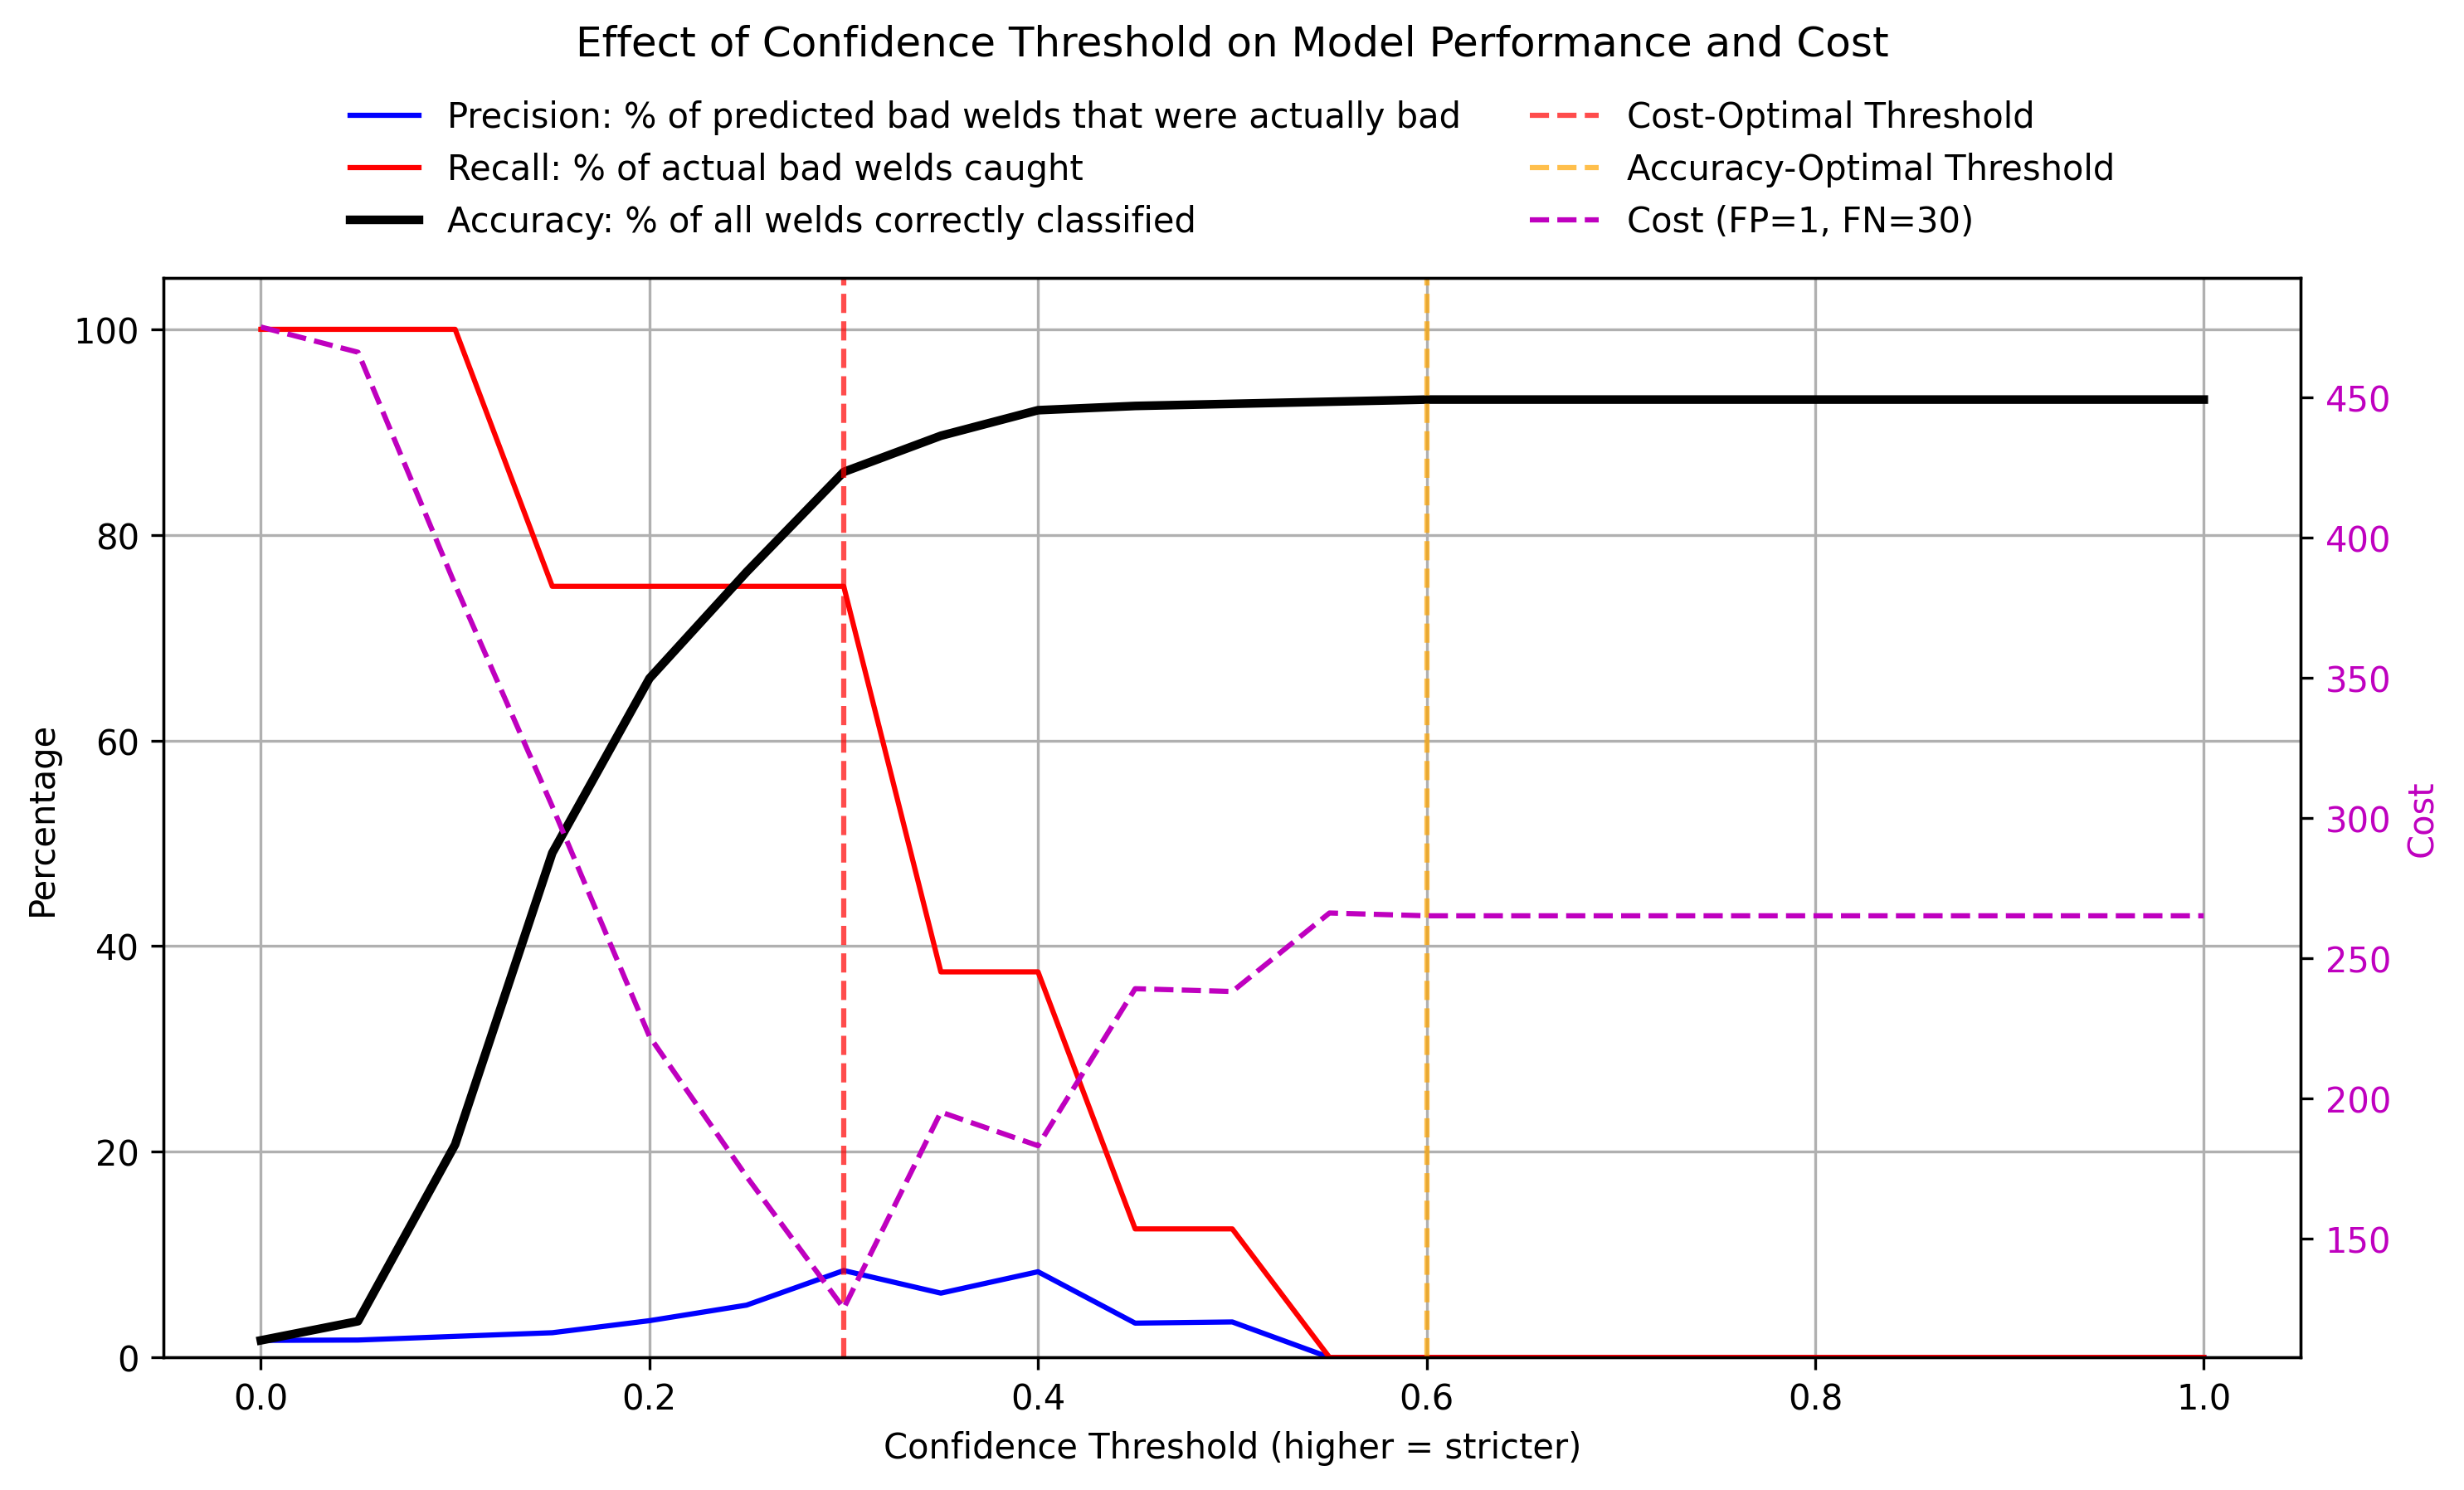 Effect of Confidence Threshold on Model Performance and Cost
Precision: % of predicted bad welds that were actually bad
Recall: % of actual bad welds caught
Accuracy: % of all welds correctly classified
Cost-Optimal Threshold
Accuracy-Optimal Threshold
Cost (FP=1, FN=30)
Percentage
100
80
60
40
20
0
0.0
0.2
0.4
0.6
0.8
1.0
Confidence Threshold (higher = stricter)
450
400
350
300
250
200
150
Cost